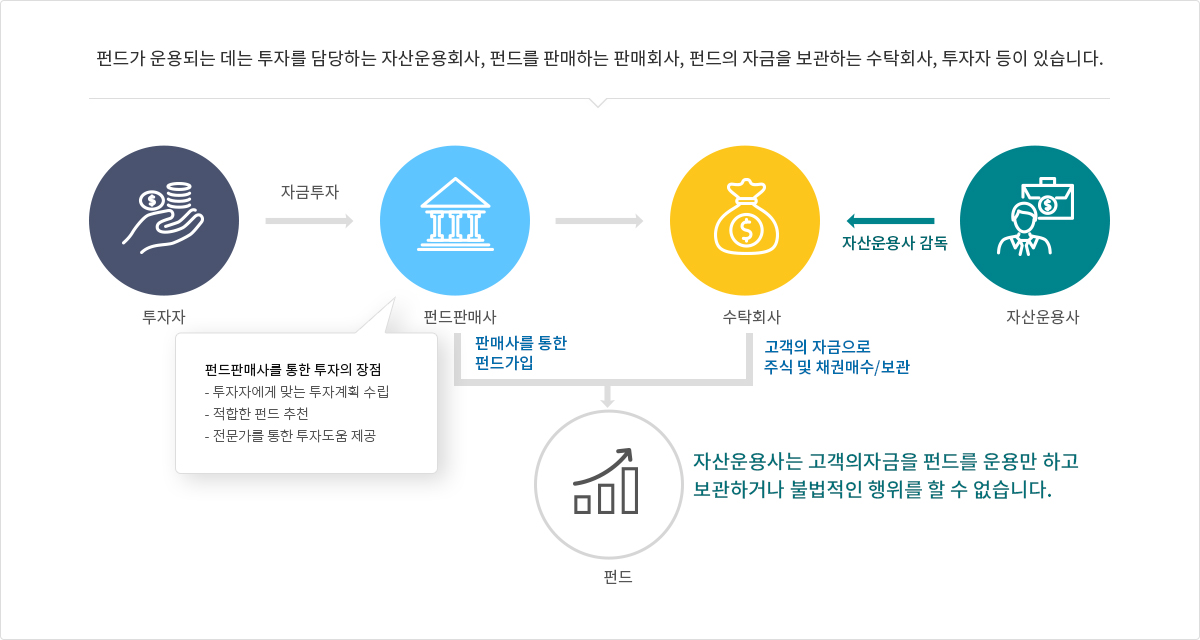 펀드가 운용되는 데는 투자를 담당하는 자산운용회사, 펀드를 판매하는 판매회사, 펀드의 자금을 보관하는 수탁회사, 투자자 등이 있습니다.
자금투자
자산운용사 감독
투자자
펀드판매사
수탁회사
자산운용사
판매사를 통한
펀드가입
고객의 자금으로
주식 및 채권매수/보관
펀드판매사를 통한 투자의 장점
- 투자자에게 맞는 투자계획 수립
- 적합한 펀드 추천
- 전문가를 통한 투자도움 제공
자산운용사는 고객의자금을 펀드를 운용만 하고
보관하거나 불법적인 행위를 할 수 없습니다.
펀드